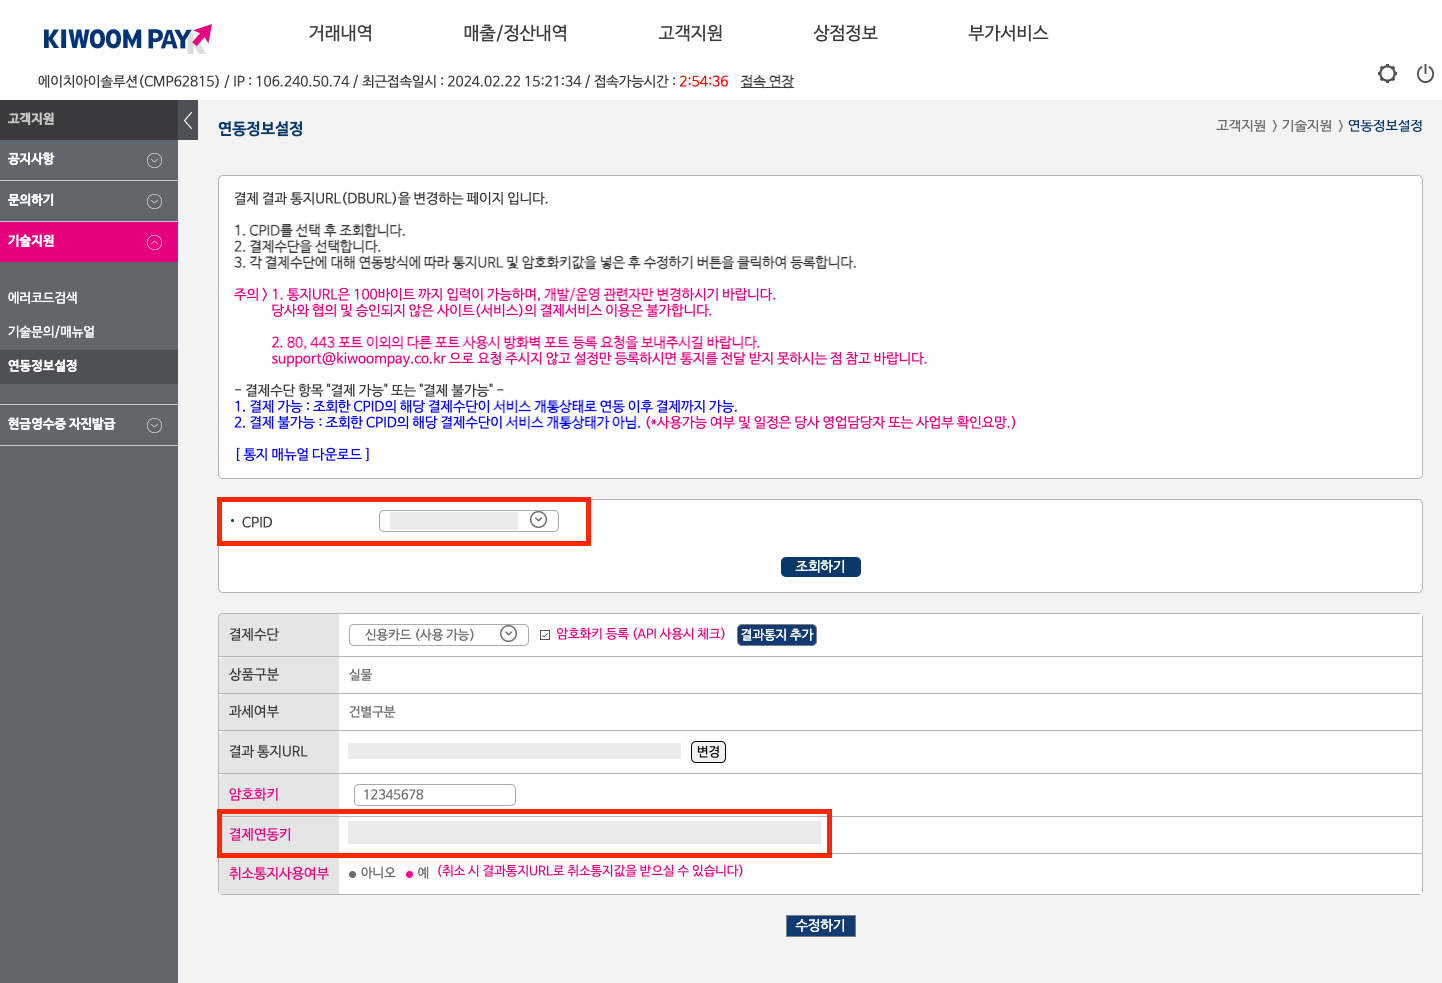 KIWOOM PAY
거래내역
매출/정산내역
고객지원
상점정보
부가서비스
에이치아이솔루션(CMP62815) / IP : 106.240.50.74 / 최근접속일시 : 2024.02.22 15:21:34 / 접속가능시간 : 2:54:36 접속 연장
고객지원
공지사항
문의하기
기술지원
에러코드검색
기술문의/매뉴얼
연동정보설정
현금영수증 자진발급
연동정보설정
고객지원 > 기술지원 > 연동정보설정
결제 결과 통지URL(DBURL)을 변경하는 페이지 입니다.
1. CPID를 선택 후 조회합니다.
2. 결제수단을 선택합니다.
3. 각 결제수단에 대해 연동방식에 따라 통지URL 및 암호화키값을 넣은 후 수정하기 버튼을 클릭하여 등록합니다.
주의 > 1. 통지URL은 100바이트 까지 입력이 가능하며, 개발/운영 관련자만 변경하시기 바랍니다.
당사와 협의 및 승인되지 않은 사이트(서비스)의 결제서비스 이용은 불가합니다.
2. 80, 443 포트 이외의 다른 포트 사용시 방화벽 포트 등록 요청을 보내주시길 바랍니다.
support@kiwoompay.co.kr 으로 요청 주시지 않고 설정만 등록하시면 통지를 전달 받지 못하시는 점 참고 바랍니다.
- 결제수단 항목 "결제 가능" 또는 "결제 불가능" -
1. 결제 가능 : 조회한 CPID의 해당 결제수단이 서비스 개통상태로 연동 이후 결제까지 가능.
2. 결제 불가능 : 조회한 CPID의 해당 결제수단이 서비스 개통상태가 아님. (*사용가능 여부 및 일정은 당사 영업담당자 또는 사업부 확인요망.)
[ 통지 매뉴얼 다운로드 ]
· CPID
조회하기
결제수단 신용카드 (사용 가능) 암호화키 등록 (API 사용시 체크) 결과통지 추가
상품구분 실물
과세여부 건별구분
결과 통지URL 변경
암호화키 12345678
결제연동키
취소통지사용여부 아니오 예 (취소 시 결과통지URL로 취소통지값을 받으실 수 있습니다)
수정하기